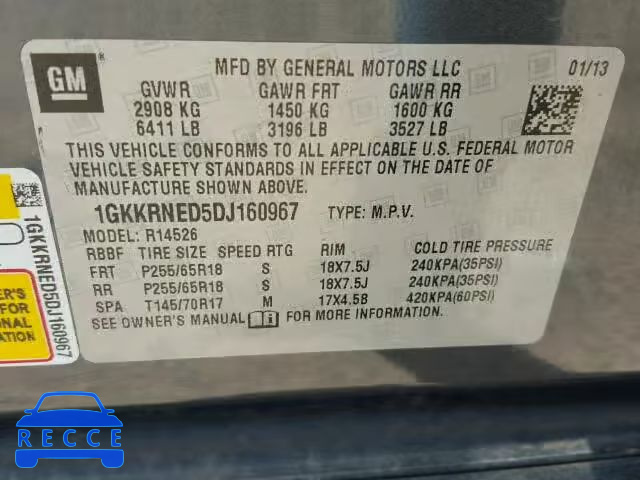 GM ®
MFD BY GENERAL MOTORS LLC 01/13
GVWR GAWR FRT GAWR RR
2908 KG 1450 KG 1600 KG
6411 LB 3196 LB 3527 LB
THIS VEHICLE CONFORMS TO ALL APPLICABLE U.S. FEDERAL MOTOR
VEHICLE SAFETY STANDARDS IN EFFECT ON THE DATE OF
MANUFACTURE SHOWN ABOVE.
1GKKRNED5DJ160967 TYPE: M.P.V.
MODEL: R14526
RBBF TIRE SIZE SPEED RTG RIM COLD TIRE PRESSURE
FRT P255/65R18 S 18X7.5J 240KPA(35PSI)
RR P255/65R18 S 18X7.5J 240KPA(35PSI)
SPA T145/70R17 M 17X4.5B 420KPA(60PSI)
SEE OWNER'S MANUAL FOR MORE INFORMATION.
1GKKRNED5DJ160967
FOR
RECCE